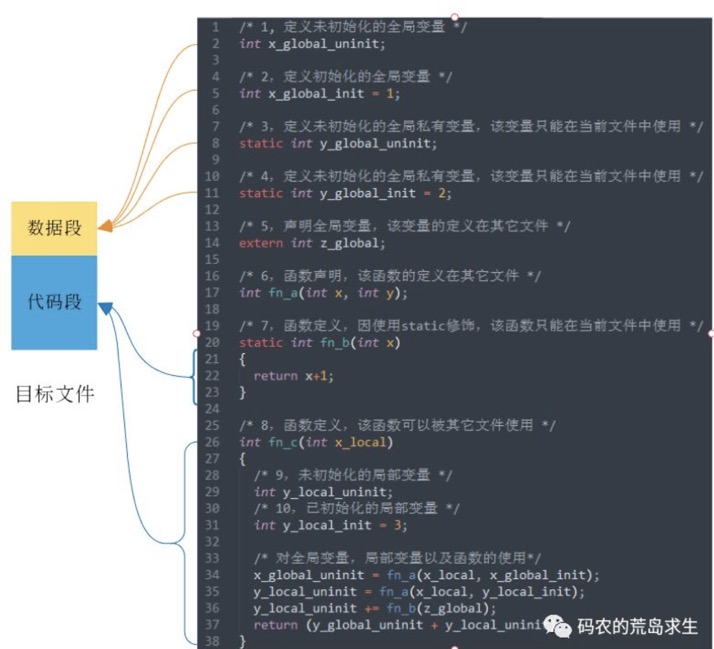 数据段
代码段
目标文件
1 /* 1, 定义未初始化的全局变量 */
2 int x_global_uninit;
3
4 /* 2, 定义初始化的全局变量 */
5 int x_global_init = 1;
6
7 /* 3, 定义未初始化的全局私有变量，该变量只能在当前文件中使用 */
8 static int y_global_uninit;
9
10 /* 4, 定义未初始化的全局私有变量，该变量只能在当前文件中使用 */
11 static int y_global_init = 2;
12
13 /* 5, 声明全局变量，该变量的定义在其它文件 */
14 extern int z_global;
15
16 /* 6, 函数声明，该函数的定义在其它文件 */
17 int fn_a(int x, int y);
18
19 /* 7, 函数定义，因使用static修饰，该函数只能在当前文件中使用 */
20 static int fn_b(int x)
21 {
22 return x+1;
23 }
24
25 /* 8, 函数定义，该函数可以被其它文件使用 */
26 int fn_c(int x_local)
27 {
28 /* 9, 未初始化的局部变量 */
29 int y_local_uninit;
30 /* 10, 已初始化的局部变量 */
31 int y_local_init = 3;
32
33 /* 对全局变量，局部变量以及函数的使用*/
34 x_global_uninit = fn_a(x_local, x_global_init);
35 y_local_uninit = fn_a(x_local, y_local_init);
36 y_local_uninit += fn_b(z_global);
37 return (y_global_uninit + y_local_unini
38 }
码农的荒岛求生